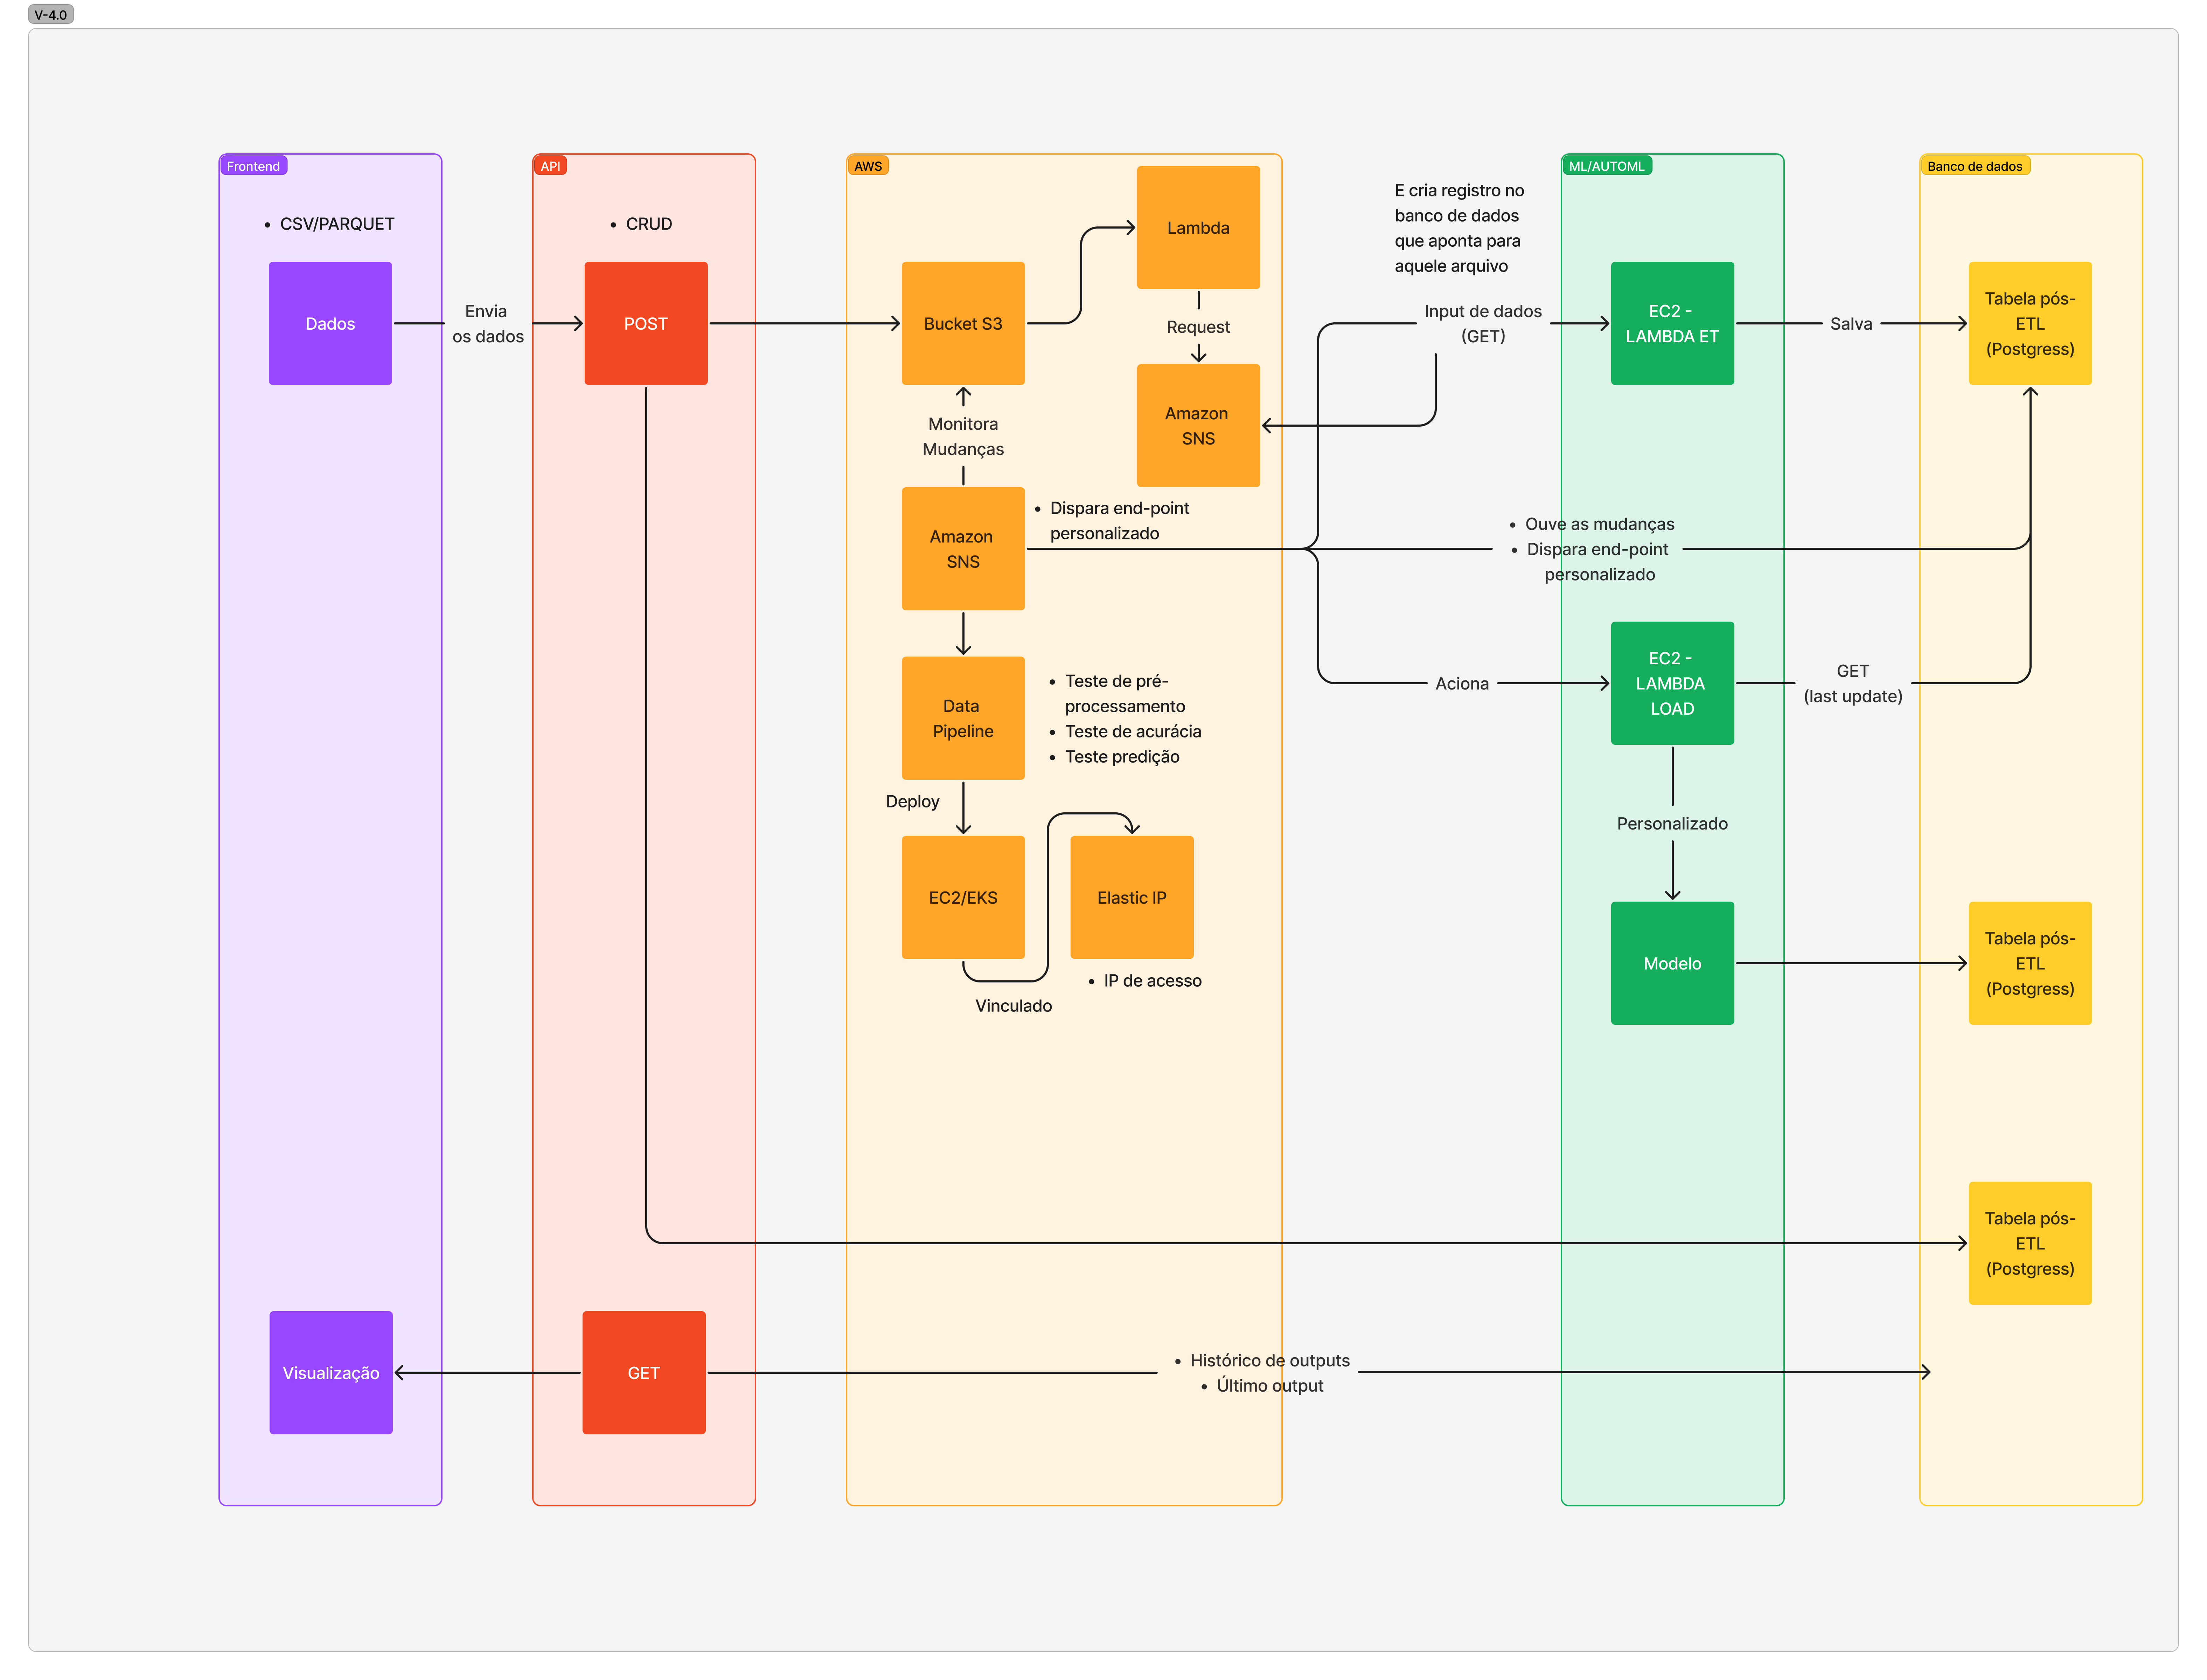 V-4.0
Frontend
API
AWS
ML/AUTOML
Banco de dados
• CSV/PARQUET
Dados
Envia
os dados
• CRUD
POST
Bucket S3
Lambda
Request
Amazon
SNS
Monitora
Mudanças
Amazon
SNS
• Dispara end-point
personalizado
E cria registro no
banco de dados
que aponta para
aquele arquivo
Input de dados
(GET)
EC2 -
LAMBDA ET
Salva
Tabela pós-
ETL
(Postgress)
• Ouve as mudanças
• Dispara end-point
personalizado
Data
Pipeline
• Teste de pré-
processamento
• Teste de acurácia
• Teste predição
Aciona
EC2 -
LAMBDA
LOAD
GET
(last update)
Deploy
Personalizado
EC2/EKS
Elastic IP
Vinculado
• IP de acesso
Modelo
Tabela pós-
ETL
(Postgress)
Tabela pós-
ETL
(Postgress)
Visualização
GET
• Histórico de outputs
• Último output